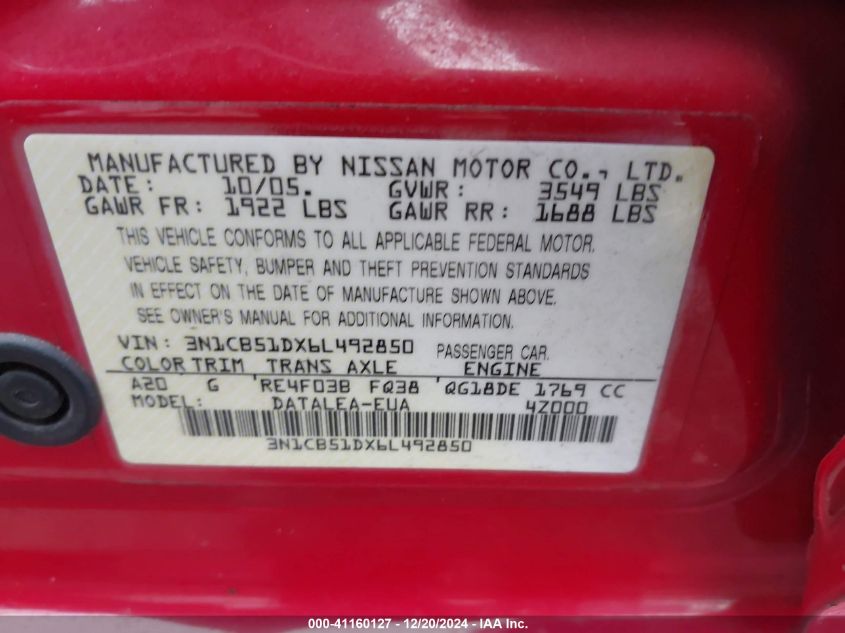 MANUFACTURED BY NISSAN MOTOR CO., LTD.
DATE: 10/05. GVWR: 3549 LBS
GAWR FR: 1922 LBS GAWR RR: 1688 LBS
THIS VEHICLE CONFORMS TO ALL APPLICABLE FEDERAL MOTOR.
VEHICLE SAFETY, BUMPER AND THEFT PREVENTION STANDARDS
IN EFFECT ON THE DATE OF MANUFACTURE SHOWN ABOVE.
SEE OWNER'S MANUAL FOR ADDITIONAL INFORMATION.
VIN: 3N1CB51DX6L492850 PASSENGER CAR.
COLOR TRIM TRANS AXLE ENGINE
A20 G 'RE4F03B FQ38 'QG18DE 1769 CC
MODEL: DATALEA-EUA 4Z000
3N1CB51DX6L492850
000-41160127 - 12/20/2024 - IAA Inc.